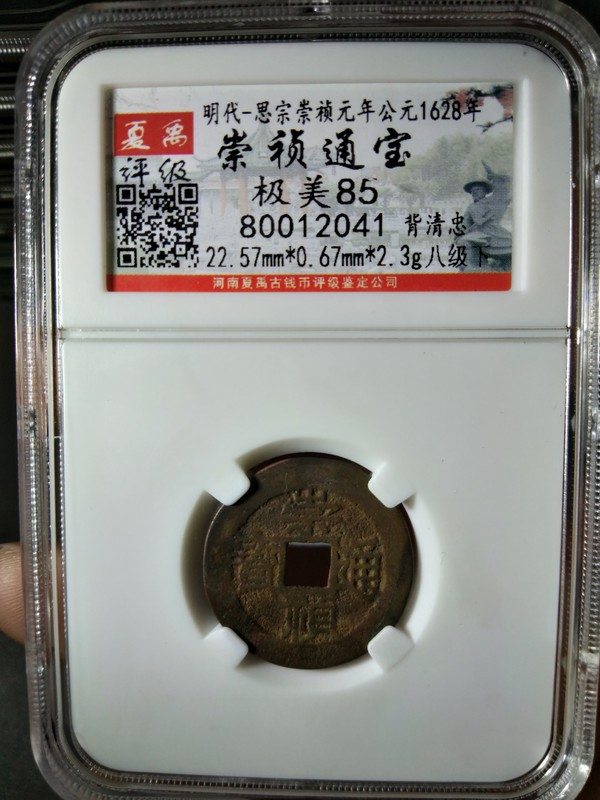 明代-思宗崇祯元年公元1628年
夏禹
评级
崇祯通宝
极美85
80012041 背清忠
22.57mm*0.67mm*2.3g八级下
河南夏禹古钱币评级鉴定公司
崇
寶 通
禎